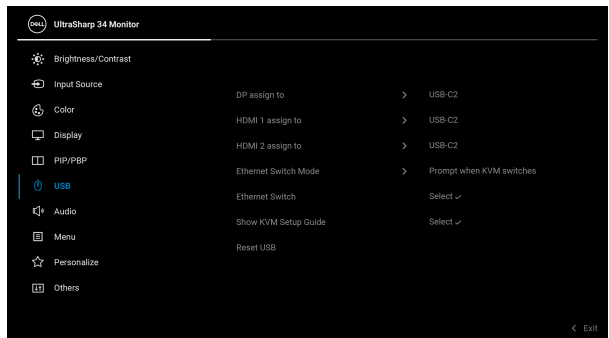 DELL UltraSharp 34 Monitor
Brightness/Contrast
Input Source
Color
Display
PIP/PBP
USB
Audio
Menu
Personalize
Others
DP assign to > USB-C2
HDMI 1 assign to > USB-C2
HDMI 2 assign to > USB-C2
Ethernet Switch Mode > Prompt when KVM switches
Ethernet Switch Select ✓
Show KVM Setup Guide Select ✓
Reset USB
< Exit